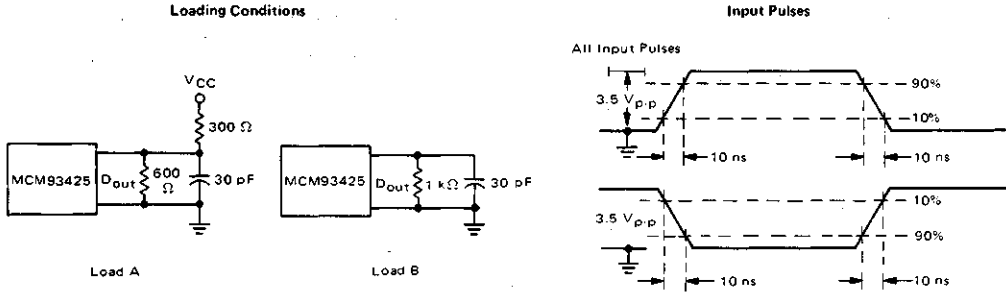 Loading Conditions
VCC
300 Ω
MCM93425
Dout
600
Ω
30 pF
Load A
MCM93425
Dout
1 kΩ
30 pF
Load B
Input Pulses
All Input Pulses
3.5 Vp-p
90%
10%
10 ns
10 ns
3.5 Vp-p
10%
90%
10 ns
10 ns